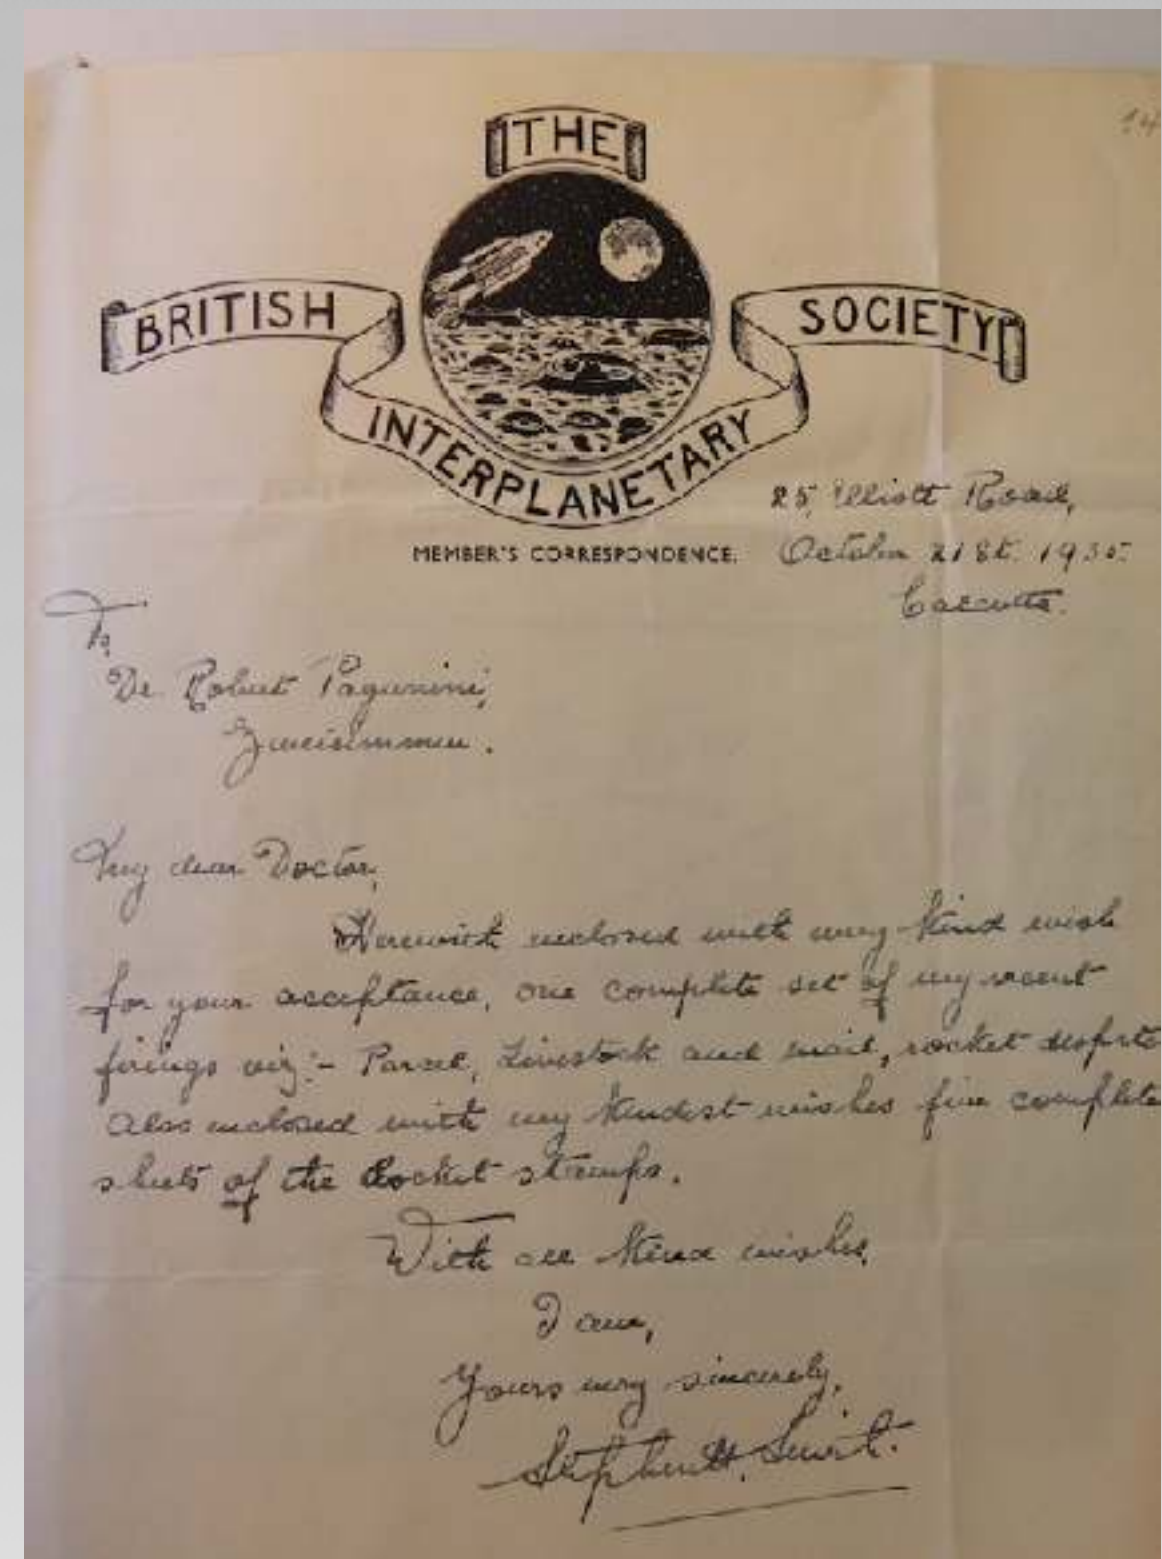 14
THE
BRITISH
SOCIETY
INTERPLANETARY
MEMBER'S CORRESPONDENCE.
25, Elliott Road,
October 21st. 1935.
Calcutta.
To,
Dr. Robert Paganini,
My dear Doctor,
Herewith enclosed with my kind wish
for your acceptance, one complete set of my recent
firings viz:- Parcel, Livestock and mail, rocket
Also enclosed with my kindest wishes five complete
sheets of the Rocket stamps.
With all kind wishes,
I am,
Yours very sincerely,
Stephen H. Smith.